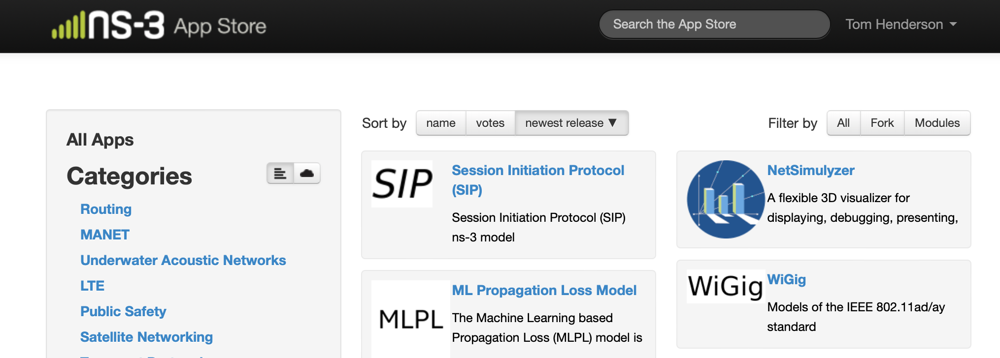 ns-3 App Store
Search the App Store
Tom Henderson
All Apps
Categories
Routing
MANET
Underwater Acoustic Networks
LTE
Public Safety
Satellite Networking
Sort by name votes newest release ▼
Filter by All Fork Modules
SIP
Session Initiation Protocol
(SIP)
Session Initiation Protocol (SIP)
ns-3 model
NetSimulyzer
A flexible 3D visualizer for
displaying, debugging, presenting,
MLPL
ML Propagation Loss Model
The Machine Learning based
Propagation Loss (MLPL) model is
WiGig
WiGig
Models of the IEEE 802.11ad/ay
standard